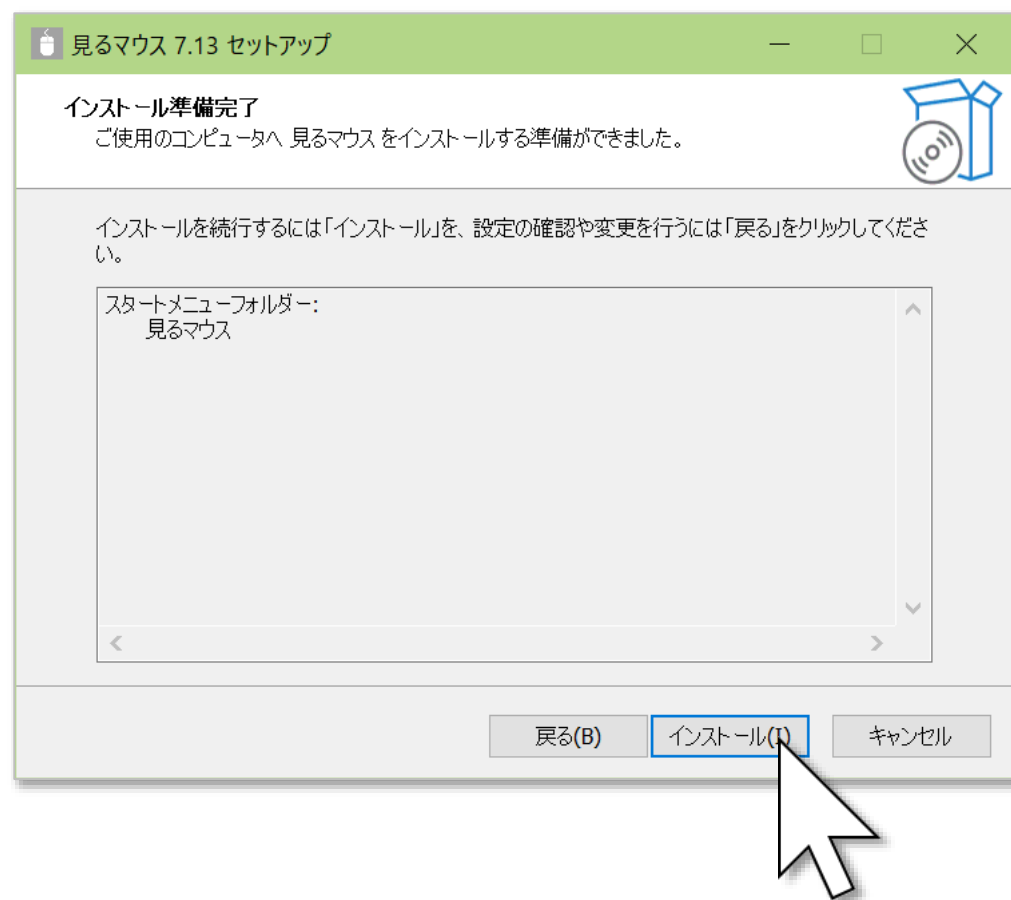 見るマウス 7.13 セットアップ
インストール準備完了
ご使用のコンピュータへ 見るマウス をインストールする準備ができました。
インストールを続行するには「インストール」を、設定の確認や変更を行うには「戻る」をクリックしてくださ
い。
スタートメニューフォルダー:
見るマウス
戻る(B)
インストール(I)
キャンセル